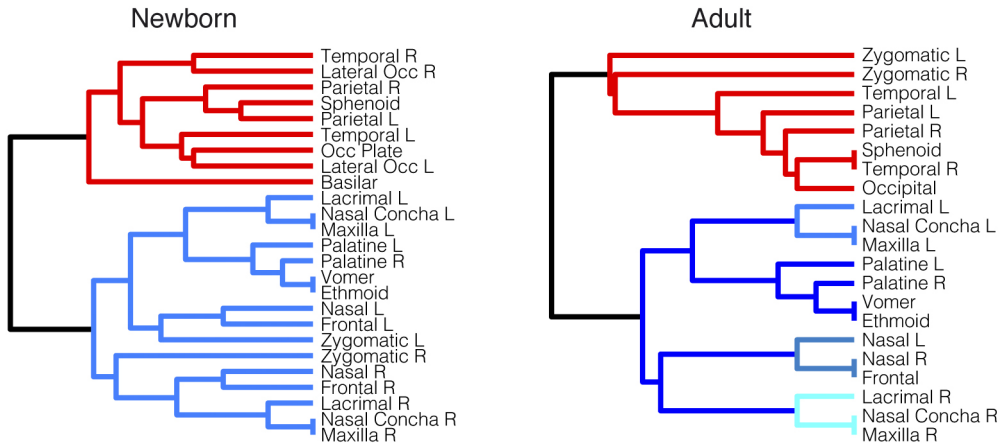 Newborn
Temporal R
Lateral Occ R
Parietal R
Sphenoid
Parietal L
Temporal L
Occ Plate
Lateral Occ L
Basilar
Lacrimal L
Nasal Concha L
Maxilla L
Palatine L
Palatine R
Vomer
Ethmoid
Nasal L
Frontal L
Zygomatic L
Zygomatic R
Nasal R
Frontal R
Lacrimal R
Nasal Concha R
Maxilla R
Adult
Zygomatic L
Zygomatic R
Temporal L
Parietal L
Parietal R
Sphenoid
Temporal R
Occipital
Lacrimal L
Nasal Concha L
Maxilla L
Palatine L
Palatine R
Vomer
Ethmoid
Nasal L
Nasal R
Frontal
Lacrimal R
Nasal Concha R
Maxilla R